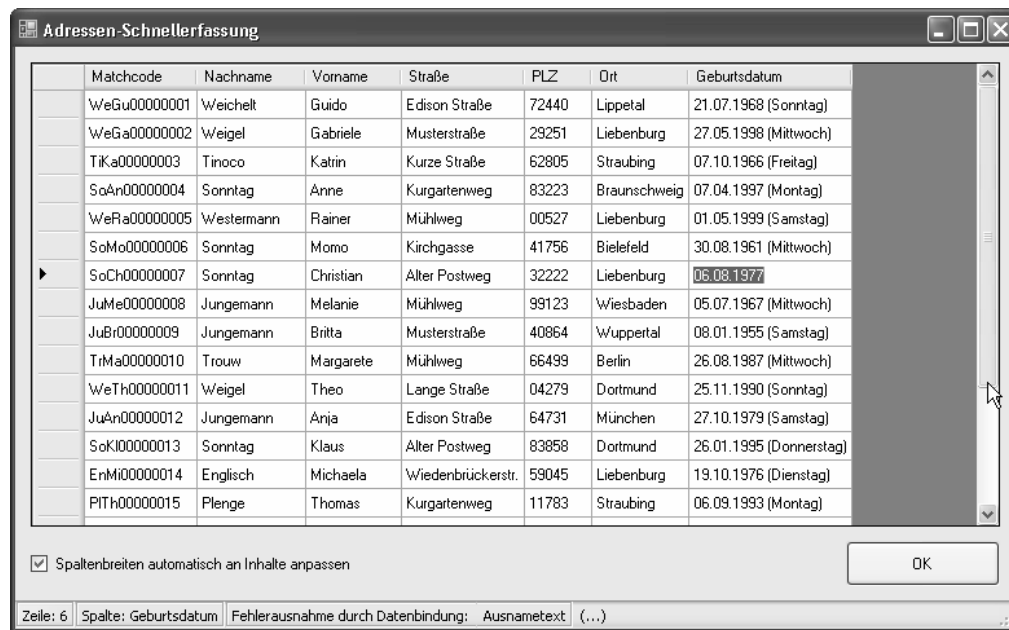 Adressen-Schnellerfassung
Matchcode Nachname Vorname Straße PLZ Ort Geburtsdatum
WeGu00000001 Weichelt Guido Edison Straße 72440 Lippetal 21.07.1968 (Sonntag)
WeGa00000002 Weigel Gabriele Musterstraße 29251 Liebenburg 27.05.1998 (Mittwoch)
TiKa00000003 Tinoco Katrin Kurze Straße 62805 Straubing 07.10.1966 (Freitag)
SoAn00000004 Sonntag Anne Kurgartenweg 83223 Braunschweig 07.04.1997 (Montag)
WeRa00000005 Westermann Rainer Mühlweg 00527 Liebenburg 01.05.1999 (Samstag)
SoMo00000006 Sonntag Momo Kirchgasse 41756 Bielefeld 30.08.1961 (Mittwoch)
SoCh00000007 Sonntag Christian Alter Postweg 32222 Liebenburg 06.08.1977
JuMe00000008 Jungemann Melanie Mühlweg 99123 Wiesbaden 05.07.1967 (Mittwoch)
JuBr00000009 Jungemann Britta Musterstraße 40864 Wuppertal 08.01.1955 (Samstag)
TrMa00000010 Trouw Margarete Mühlweg 66499 Berlin 26.08.1987 (Mittwoch)
WeTh00000011 Weigel Theo Lange Straße 04279 Dortmund 25.11.1990 (Sonntag)
JuAn00000012 Jungemann Anja Edison Straße 64731 München 27.10.1979 (Samstag)
SoKl00000013 Sonntag Klaus Alter Postweg 83858 Dortmund 26.01.1995 (Donnerstag)
EnMi00000014 Englisch Michaela Wiedenbrückerstr. 59045 Liebenburg 19.10.1976 (Dienstag)
PlTh00000015 Plenge Thomas Kurgartenweg 11783 Straubing 06.09.1993 (Montag)
Spaltenbreiten automatisch an Inhalte anpassen
OK
Zeile: 6 Spalte: Geburtsdatum Fehlerausnahme durch Datenbindung: Ausnametext (...)